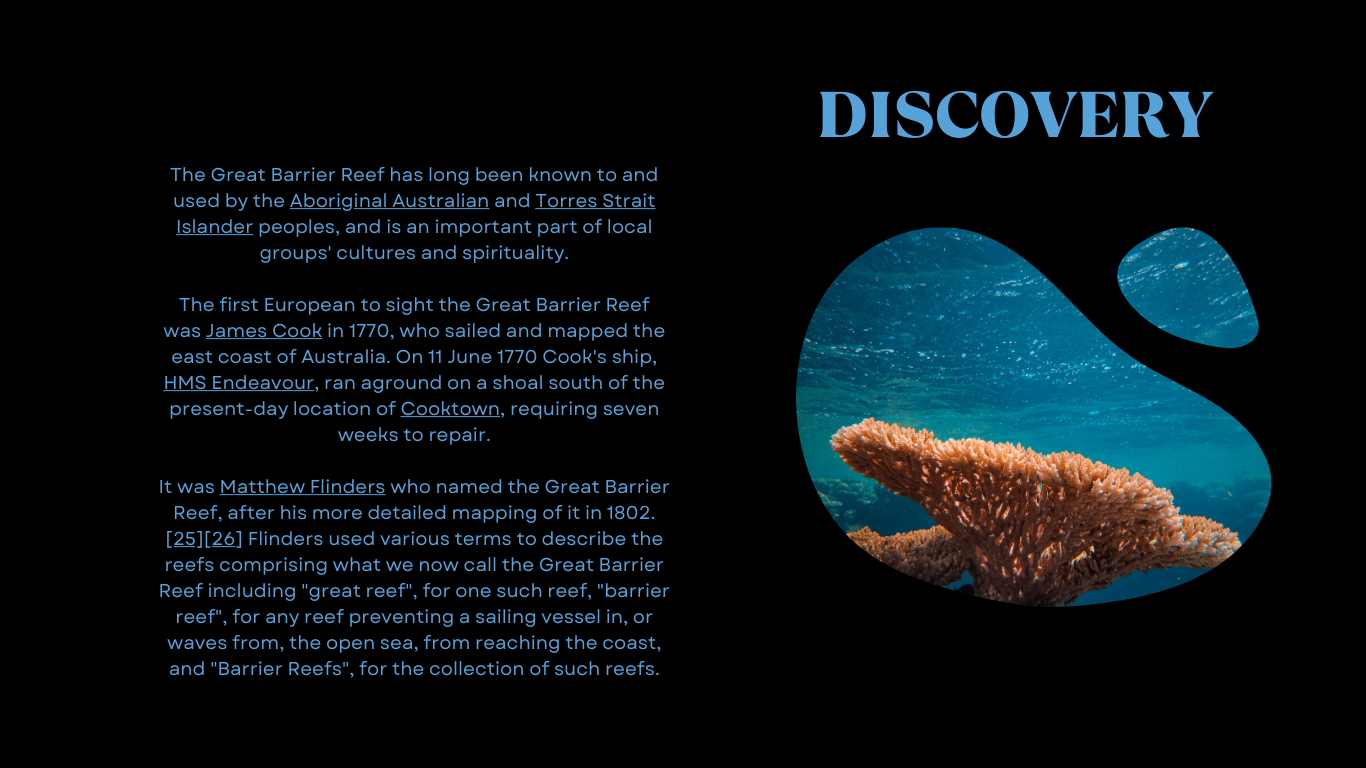 DISCOVERY
The Great Barrier Reef has long been known to and
used by the Aboriginal Australian and Torres Strait
Islander peoples, and is an important part of local
groups' cultures and spirituality.
The first European to sight the Great Barrier Reef
was James Cook in 1770, who sailed and mapped the
east coast of Australia. On 11 June 1770 Cook's ship,
HMS Endeavour, ran aground on a shoal south of the
present-day location of Cooktown, requiring seven
weeks to repair.
It was Matthew Flinders who named the Great Barrier
Reef, after his more detailed mapping of it in 1802.
[25][26] Flinders used various terms to describe the
reefs comprising what we now call the Great Barrier
Reef including "great reef", for one such reef, "barrier
reef", for any reef preventing a sailing vessel in, or
waves from, the open sea, from reaching the coast,
and "Barrier Reefs", for the collection of such reefs.